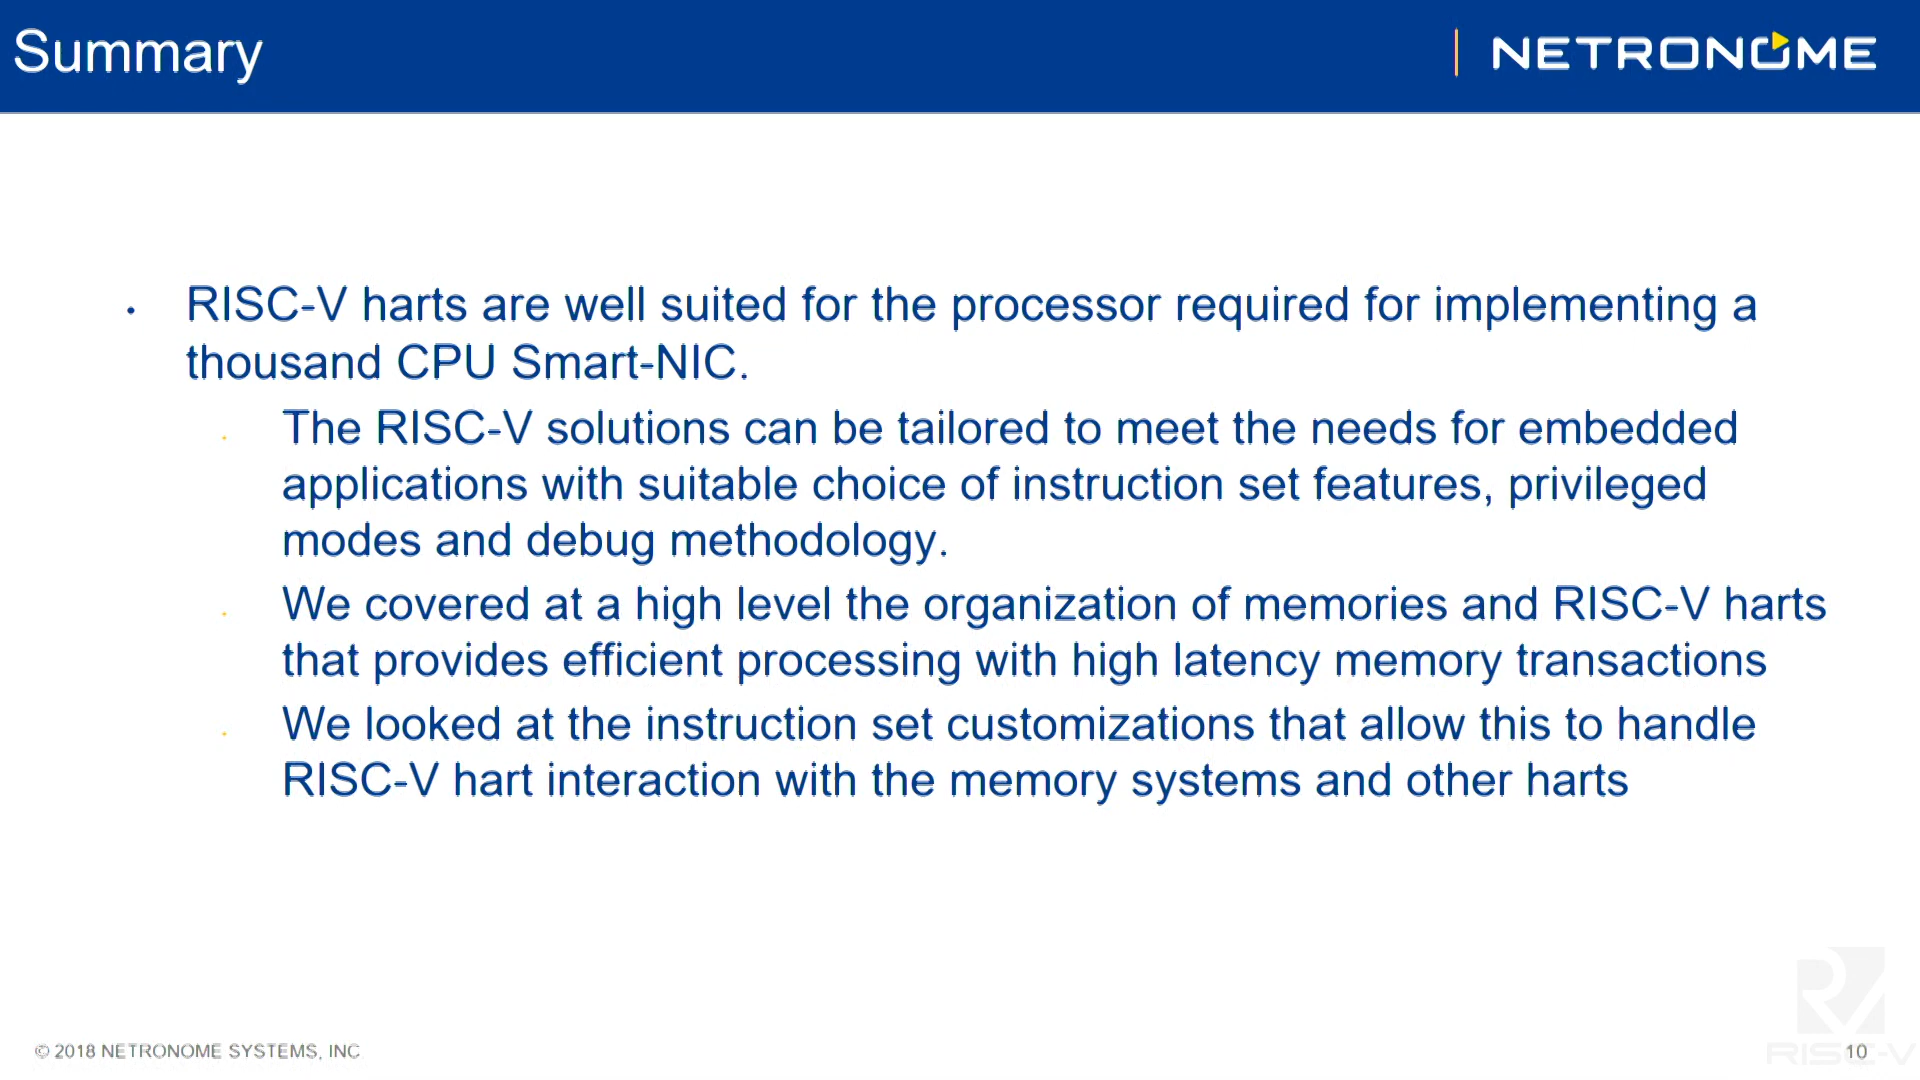 Summary
NETRONOME
• RISC-V harts are well suited for the processor required for implementing a
thousand CPU Smart-NIC.
The RISC-V solutions can be tailored to meet the needs for embedded
applications with suitable choice of instruction set features, privileged
modes and debug methodology.
We covered at a high level the organization of memories and RISC-V harts
that provides efficient processing with high latency memory transactions
We looked at the instruction set customizations that allow this to handle
RISC-V hart interaction with the memory systems and other harts
© 2018 NETRONOME SYSTEMS, INC
RISC-V
10